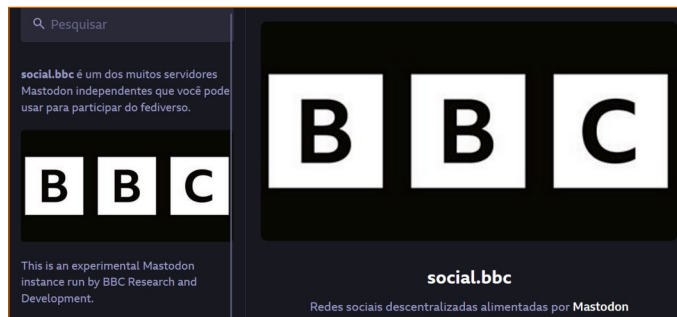 Pesquisar
social.bbc é um dos muitos servidores
Mastodon independentes que você pode
usar para participar do fediverso.
B B C
This is an experimental Mastodon
instance run by BBC Research and
Development.
B B C
social.bbc
Redes sociais descentralizadas alimentadas por Mastodon